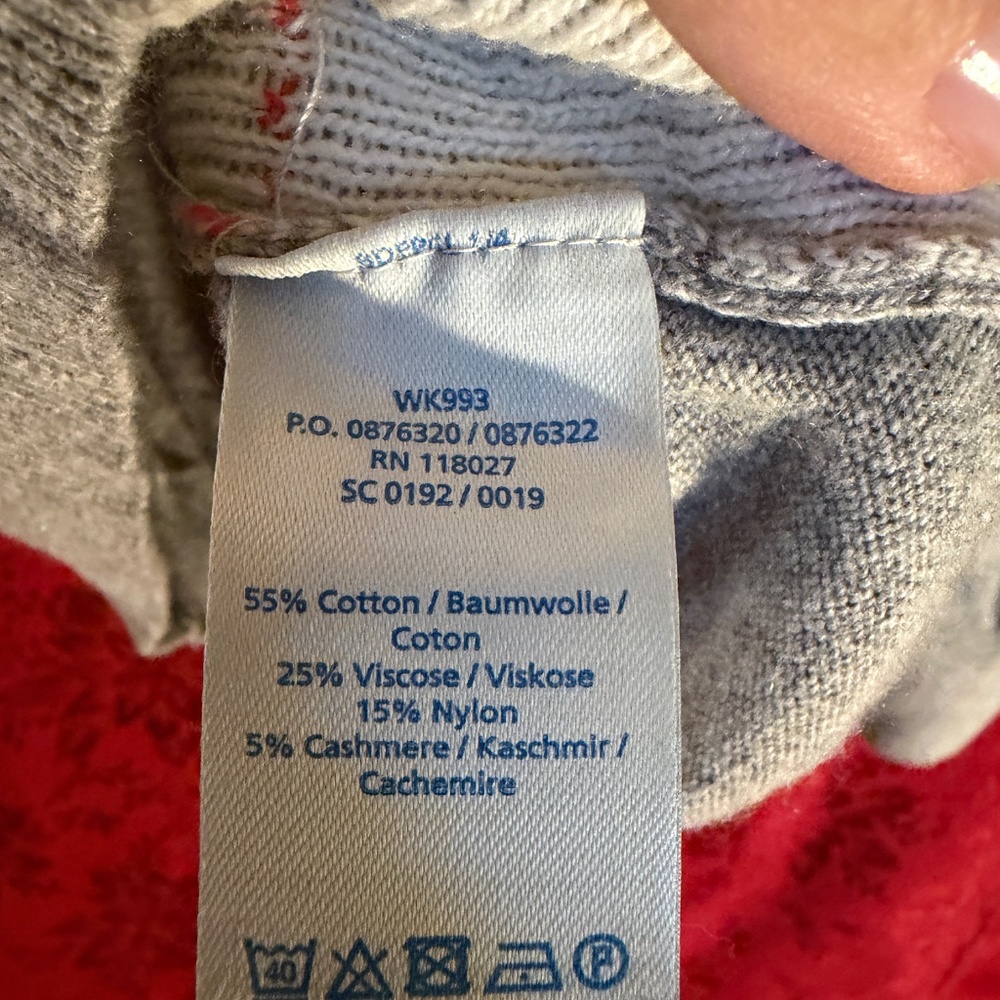 WK993
P.O. 0876320 / 0876322
RN 118027
SC 0192 / 0019
55% Cotton / Baumwolle /
Coton
25% Viscose / Viskose
15% Nylon
5% Cashmere / Kaschmir /
Cachemire
40
P